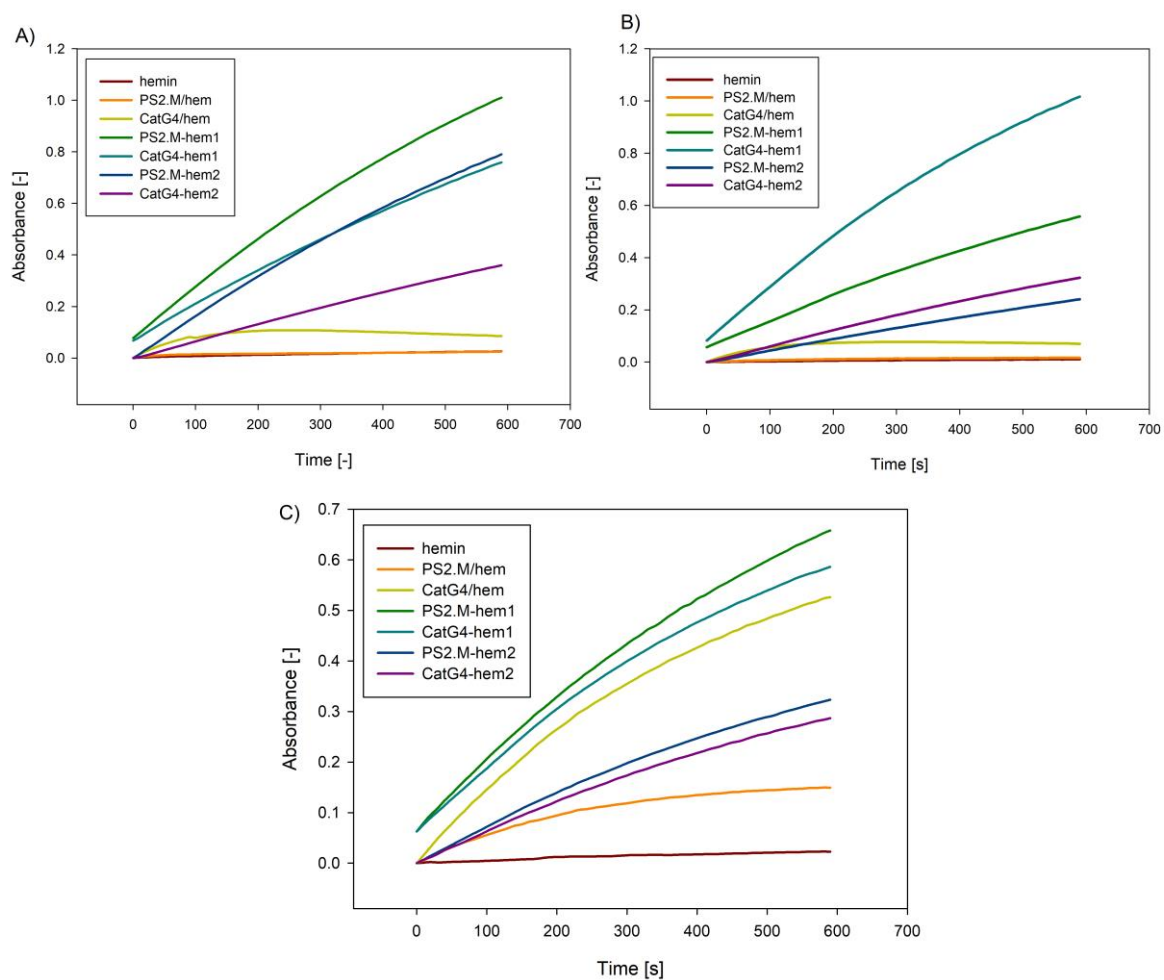 A)
1.2
1.0
0.8
0.6
0.4
0.2
0.0
Absorbance [-]
hemin
PS2.M/hem
CatG4/hem
PS2.M-hem1
CatG4-hem1
PS2.M-hem2
CatG4-hem2
0 100 200 300 400 500 600 700
Time [-]
B)
1.2
1.0
0.8
0.6
0.4
0.2
0.0
Absorbance [-]
hemin
PS2.M/hem
CatG4/hem
PS2.M-hem1
CatG4-hem1
PS2.M-hem2
CatG4-hem2
0 100 200 300 400 500 600 700
Time [s]
C)
0.7
0.6
0.5
0.4
0.3
0.2
0.1
0.0
Absorbance [-]
hemin
PS2.M/hem
CatG4/hem
PS2.M-hem1
CatG4-hem1
PS2.M-hem2
CatG4-hem2
0 100 200 300 400 500 600 700
Time [s]